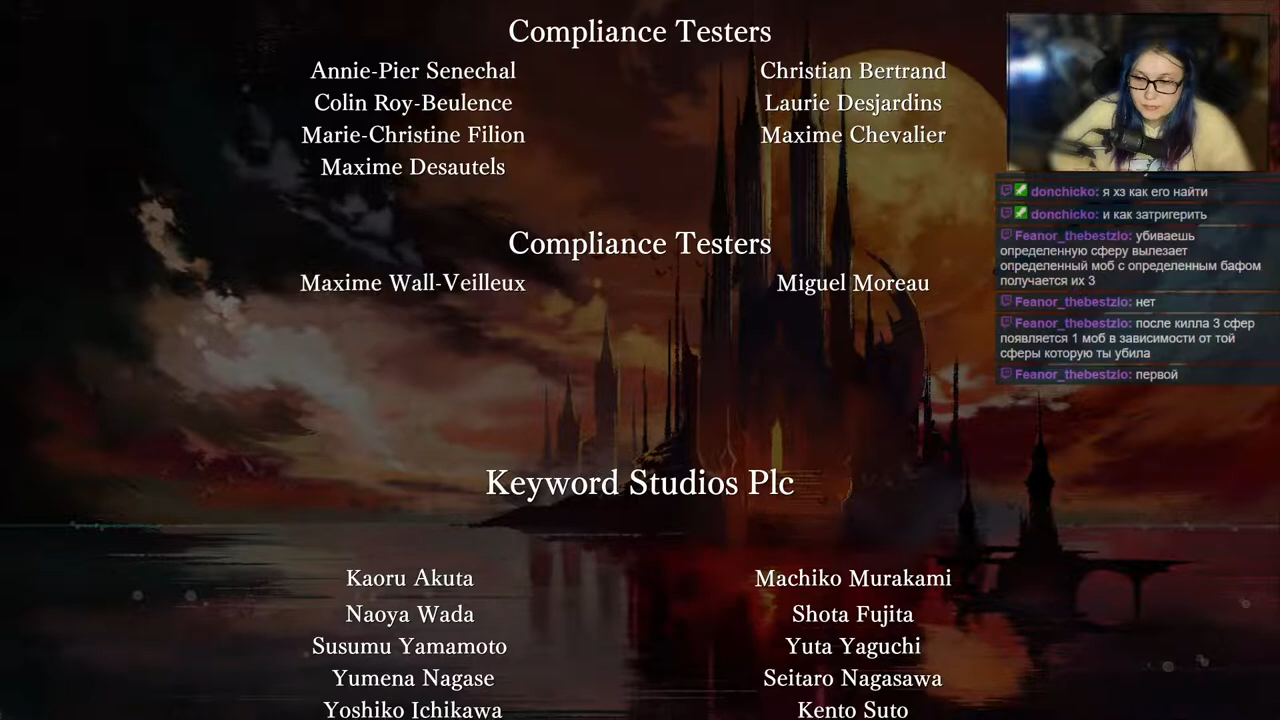 Compliance Testers
Annie-Pier Senechal
Christian Bertrand
Colin Roy-Beulence
Laurie Desjardins
Marie-Christine Filion
Maxime Chevalier
Maxime Desautels
Compliance Testers
Maxime Wall-Veilleux
Miguel Moreau
Keyword Studios Plc
Kaoru Akuta
Machiko Murakami
Naoya Wada
Shota Fujita
Susumu Yamamoto
Yuta Yaguchi
Yumena Nagase
Seitaro Nagasawa
Yoshiko Ichikawa
Kento Suto
donchicko: я хз как его найти
donchicko: и как затригерить
Feanor_thebestzlo: убиваешь
определенную сферу вылезает
определенный моб с определенным бафом
получается их 3
Feanor_thebestzlo: нет
Feanor_thebestzlo: после килла 3 сфер
появляется 1 моб в зависимости от той
сферы которую ты убила
Feanor_thebestzlo: первой